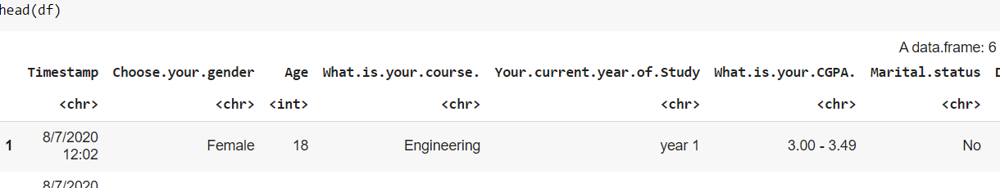 head(df)
A data.frame: 6
Timestamp Choose.your.gender Age What.is.your.course. Your.current.year.of.Study What.is.your.CGPA. Marital.status
<chr> <chr> <int> <chr> <chr> <chr> <chr>
1 8/7/2020 12:02 Female 18 Engineering year 1 3.00 - 3.49 No
8/7/2020